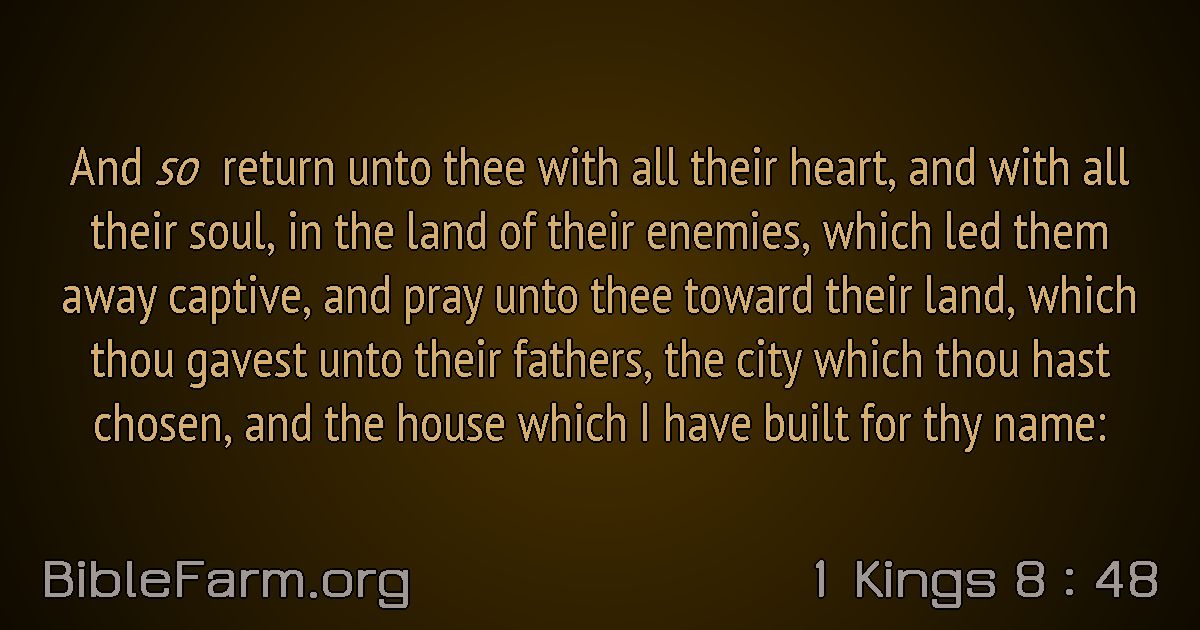 And so return unto thee with all their heart, and with all
their soul, in the land of their enemies, which led them
away captive, and pray unto thee toward their land, which
thou gavest unto their fathers, the city which thou hast
chosen, and the house which I have built for thy name:
BibleFarm.org
1 Kings 8 : 48